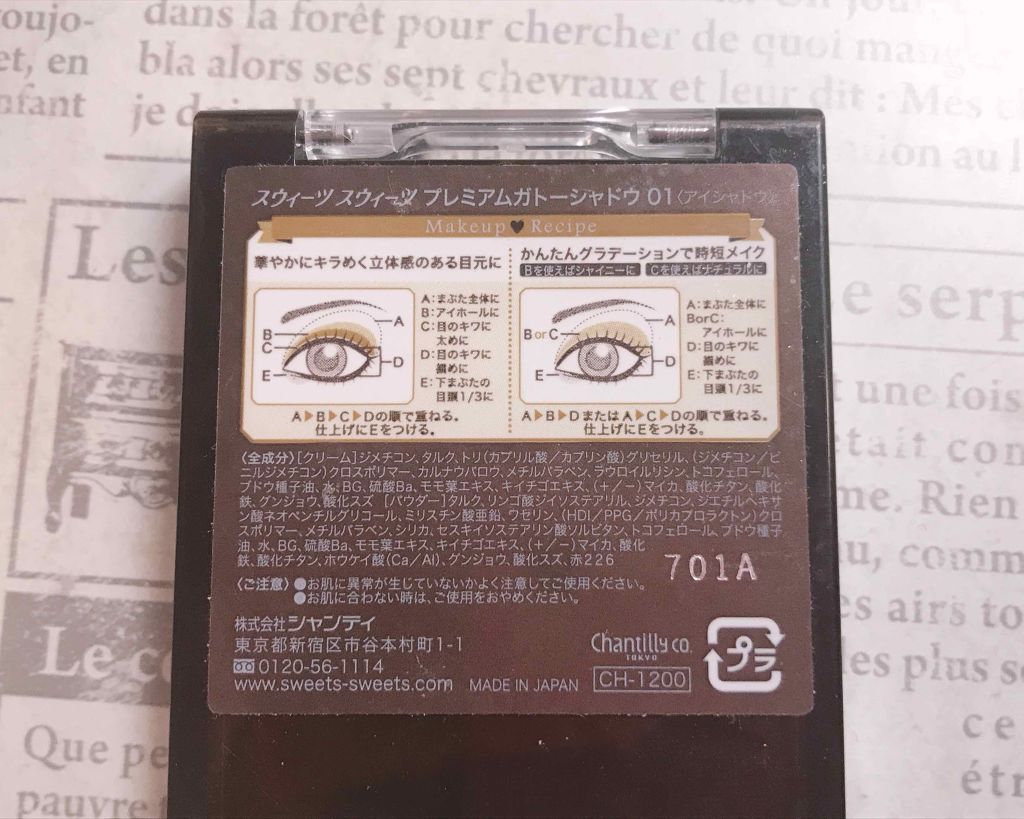 oujo-
et, en
nfant
dans la forêt pour chercher de quoi
bla alors ses sept chevraux et leur dit : Mes
Les
e serp
une fois
était
me. Rien
u, comm
es airs to
les plus s
ce
étr
Le c
Que pe
pauvre
スウィーツ スウィーツ プレミアムガトーシャドウ 01〈アイシャドウ〉
Makeup♥Recipe
華やかにキラめく立体感のある目元に
B
C
E
A
D
A:まぶた全体に
B:アイホールに
C:目のキワに
太めに
D:目のキワに
細めに
E:下まぶたの
目頭1/3に
A▶B▶C▶Dの順で重ねる。
仕上げにEをつける。
かんたんグラデーションで時短メイク
Bを使えばシャイニーに Cを使えばナチュラルに
B or C
E
A
D
A:まぶた全体に
BorC:
アイホールに
D:目のキワに
細めに
E:下まぶたの
目頭1/3に
A▶B▶DまたはA▶C▶Dの順で重ねる。
仕上げにEをつける。
〈全成分〉[クリーム]ジメチコン、タルク、トリ(カプリル酸/カプリン酸)グリセリル、(ジメチコン/ビ
ニルジメチコン)クロスポリマー、カルナウバロウ、メチルパラベン、ラウロイルリシン、トコフェロール、
ブドウ種子油、水、BG、硫酸Ba、モモ葉エキス、キイチゴエキス、(+/−)マイカ、酸化チタン、酸化
鉄、グンジョウ、酸化スズ [パウダー]タルク、リンゴ酸ジイソステアリル、ジメチコン、ジエチルヘキサ
ン酸ネオペンチルグリコール、ミリスチン酸亜鉛、ワセリン、(HDI/PPG/ポリカプロラクトン)クロ
スポリマー、メチルパラベン、シリカ、セスキイソステアリン酸ソルビタン、トコフェロール、ブドウ種子
油、水、BG、硫酸Ba、モモ葉エキス、キイチゴエキス、(+/−)マイカ、酸化
鉄、酸化チタン、ホウケイ酸(Ca/Al)、グンジョウ、酸化スズ、赤226
701A
〈ご注意〉●お肌に異常が生じていないかよく注意してご使用ください。
●お肌に合わない時は、ご使用をおやめください。
株式会社シャンティ
東京都新宿区市谷本村町1-1
0120-56-1114
www.sweets-sweets.com
MADE IN JAPAN
Chantilly co.
TOKYO
CH-1200
プラ